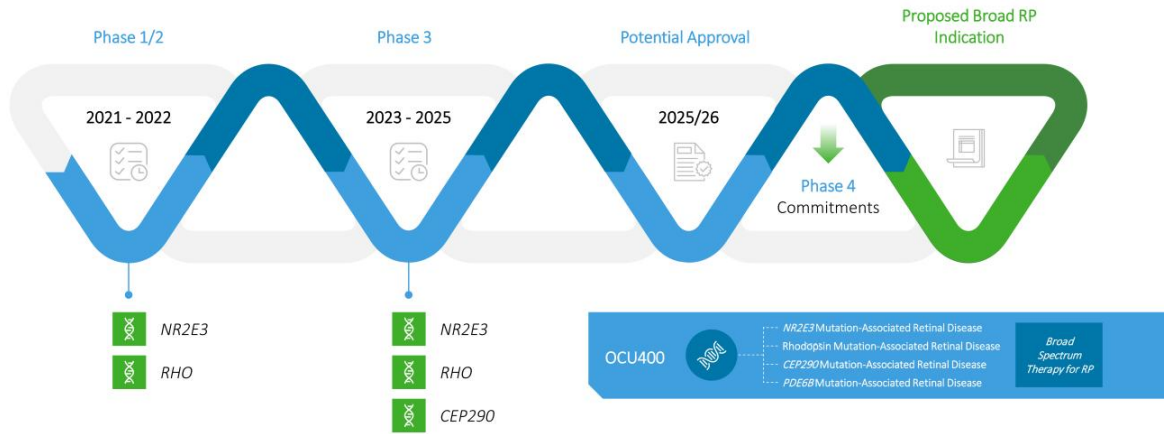 Phase 1/2
Phase 3
Potential Approval
Proposed Broad RP
Indication
2021 - 2022
2023 - 2025
2025/26
Phase 4
Commitments
NR2E3
RHO
NR2E3
RHO
CEP290
OCU400
NR2E3 Mutation-Associated Retinal Disease
Rhodopsin Mutation-Associated Retinal Disease
CEP290 Mutation-Associated Retinal Disease
PDE6B Mutation-Associated Retinal Disease
Broad
Spectrum
Therapy for RP